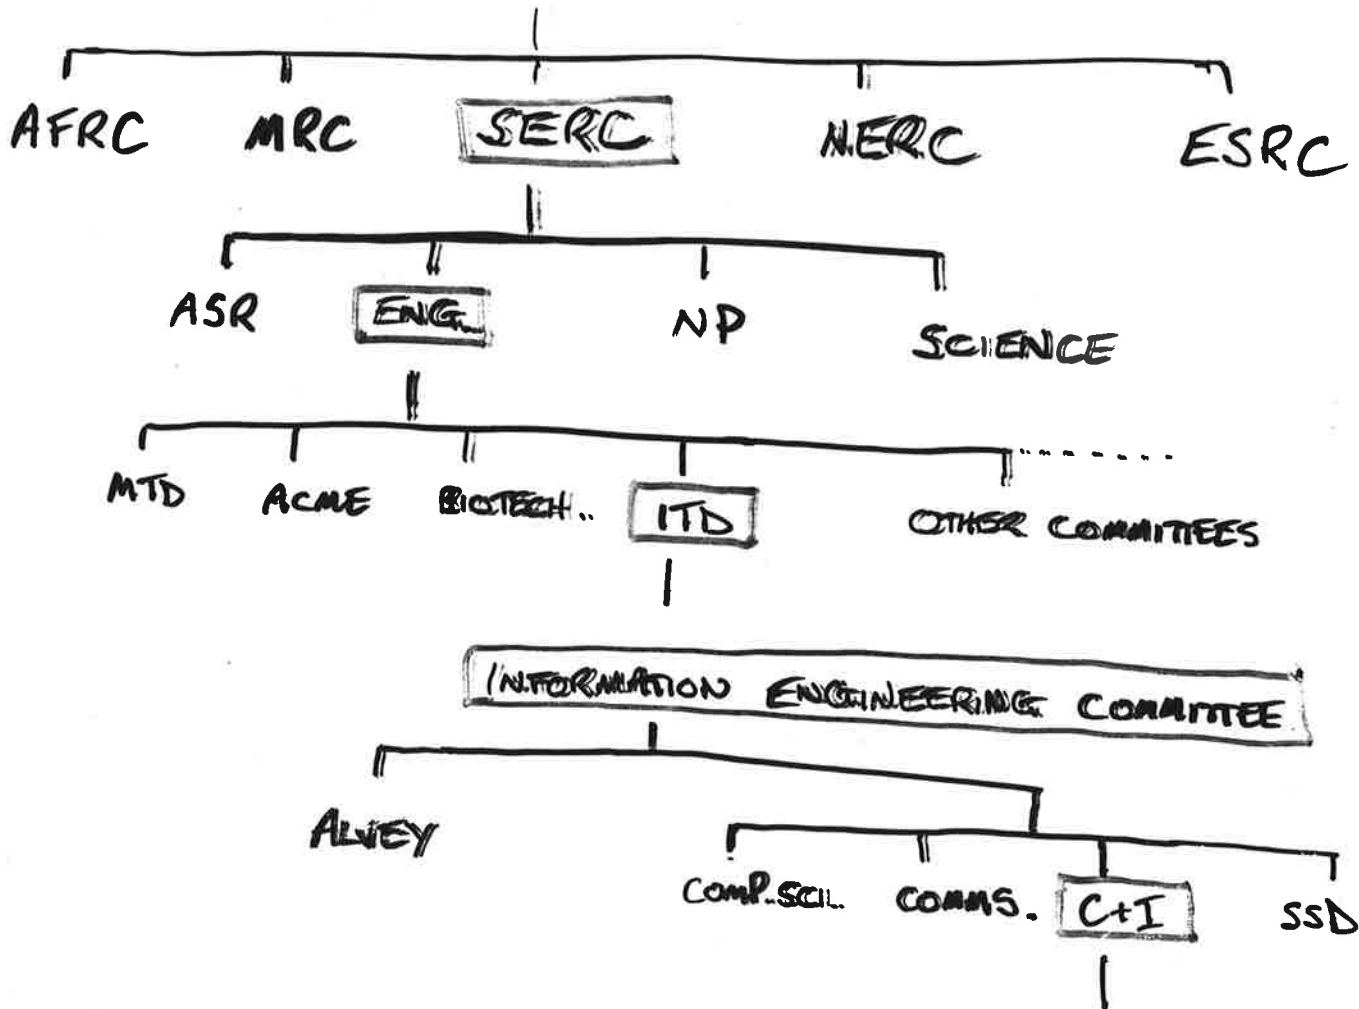 AFRC MRC SERC NERC ESRC
ASR ENG. NP SCIENCE
MTD ACME BIOTECH.. ITD OTHER COMMITTEES
INFORMATION ENGINEERING COMMITTEE
ALVEY
COMP.SCI. COMMS. C+I SSD